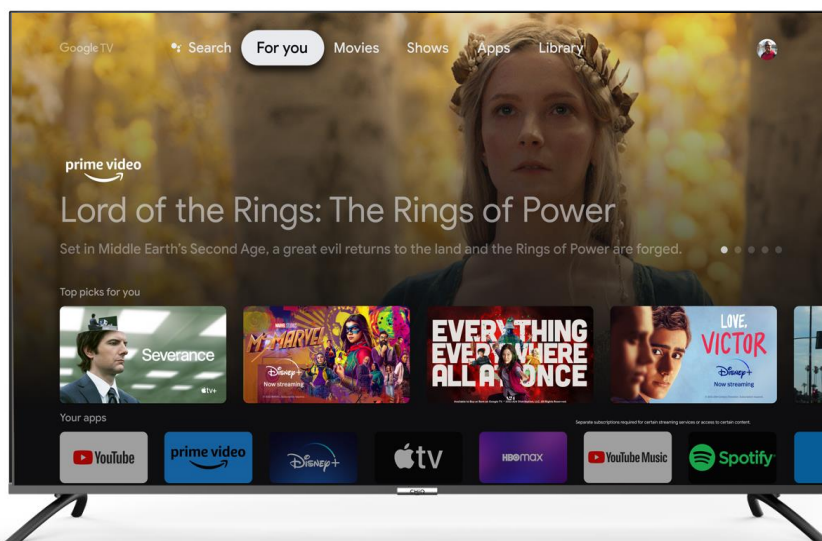 Google TV
Search
For you
Movies
Shows
Apps
Library
prime video
Lord of the Rings: The Rings of Power
Set in Middle Earth's Second Age, a great evil returns to the land and the Rings of Power are forged.
Top picks for you
Severance
tv+
MARVEL STUDIOS
MS. MARVEL
Disney+
Now streaming
EVERYTHING
EVERYWHERE
ALL AT ONCE
LOVE,
VICTOR
Disney+
Now streaming
Your apps
Separate subscriptions required for certain streaming services or access to certain content.
YouTube
prime video
Disney+
tv
HBOmax
YouTube Music
Spotify
CHiQ